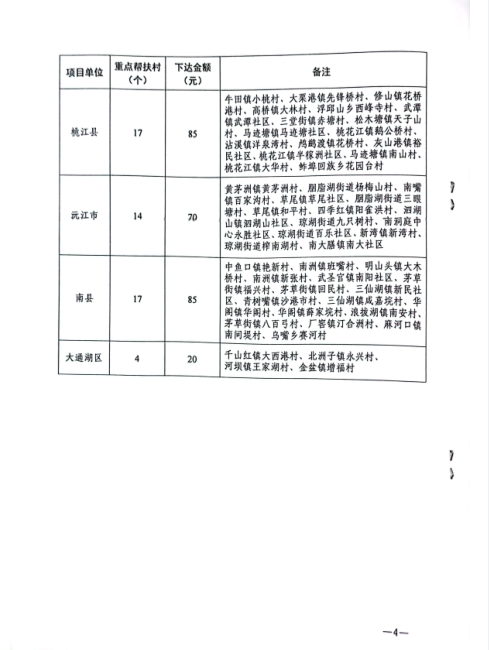 项目单位
重点帮扶村
（个）
下达金额
（元）
备注
桃江县
17
85
牛田镇小桃村、大栗港镇先锋桥村、修山镇花桥
港村、高桥镇大林村、浮邱山乡西峰寺村、武潭
镇武潭社区、三堂街镇赤塘村、松木塘镇天子山
村、马迹塘镇马迹塘社区、桃花江镇鹅公桥村、
沾溪镇洋泉湾村、鸬鹚渡镇花桥村、灰山港镇裕
民社区、桃花江镇半稼洲社区、马迹塘镇南山村、
桃花江镇大华村、鲊埠回族乡花园台村
沅江市
14
70
黄茅洲镇黄茅洲村、胭脂湖街道杨梅山村、南嘴
镇百家沟村、草尾镇草尾社区、胭脂湖街道三眼
塘村、草尾镇和平村、四季红镇阳雀洪村、泗湖
山镇泗湖山社区、琼湖街道九只树村、南洞庭中
心永胜社区、琼湖街道百乐社区、新湾镇新湾村、
琼湖街道榨南湖村、南大膳镇南大社区
南县
17
85
中鱼口镇艳新村、南洲镇班嘴村、明山头镇大木
桥村、南洲镇新张村、武圣宫镇南阳社区、茅草
街镇福兴村、茅草街镇回民村、三仙湖镇新民社
区、青树嘴镇沙港市村、三仙湖镇咸嘉垸村、华
阁镇华阁村、华阁镇薛家垸村、浪拔湖镇南安村、
茅草街镇八百弓村、厂窖镇汀合洲村、麻河口镇
南问堤村、乌嘴乡赛河村
大通湖区
4
20
千山红镇大西港村、北洲子镇永兴村、
河坝镇王家湖村、金盆镇增福村
—4—